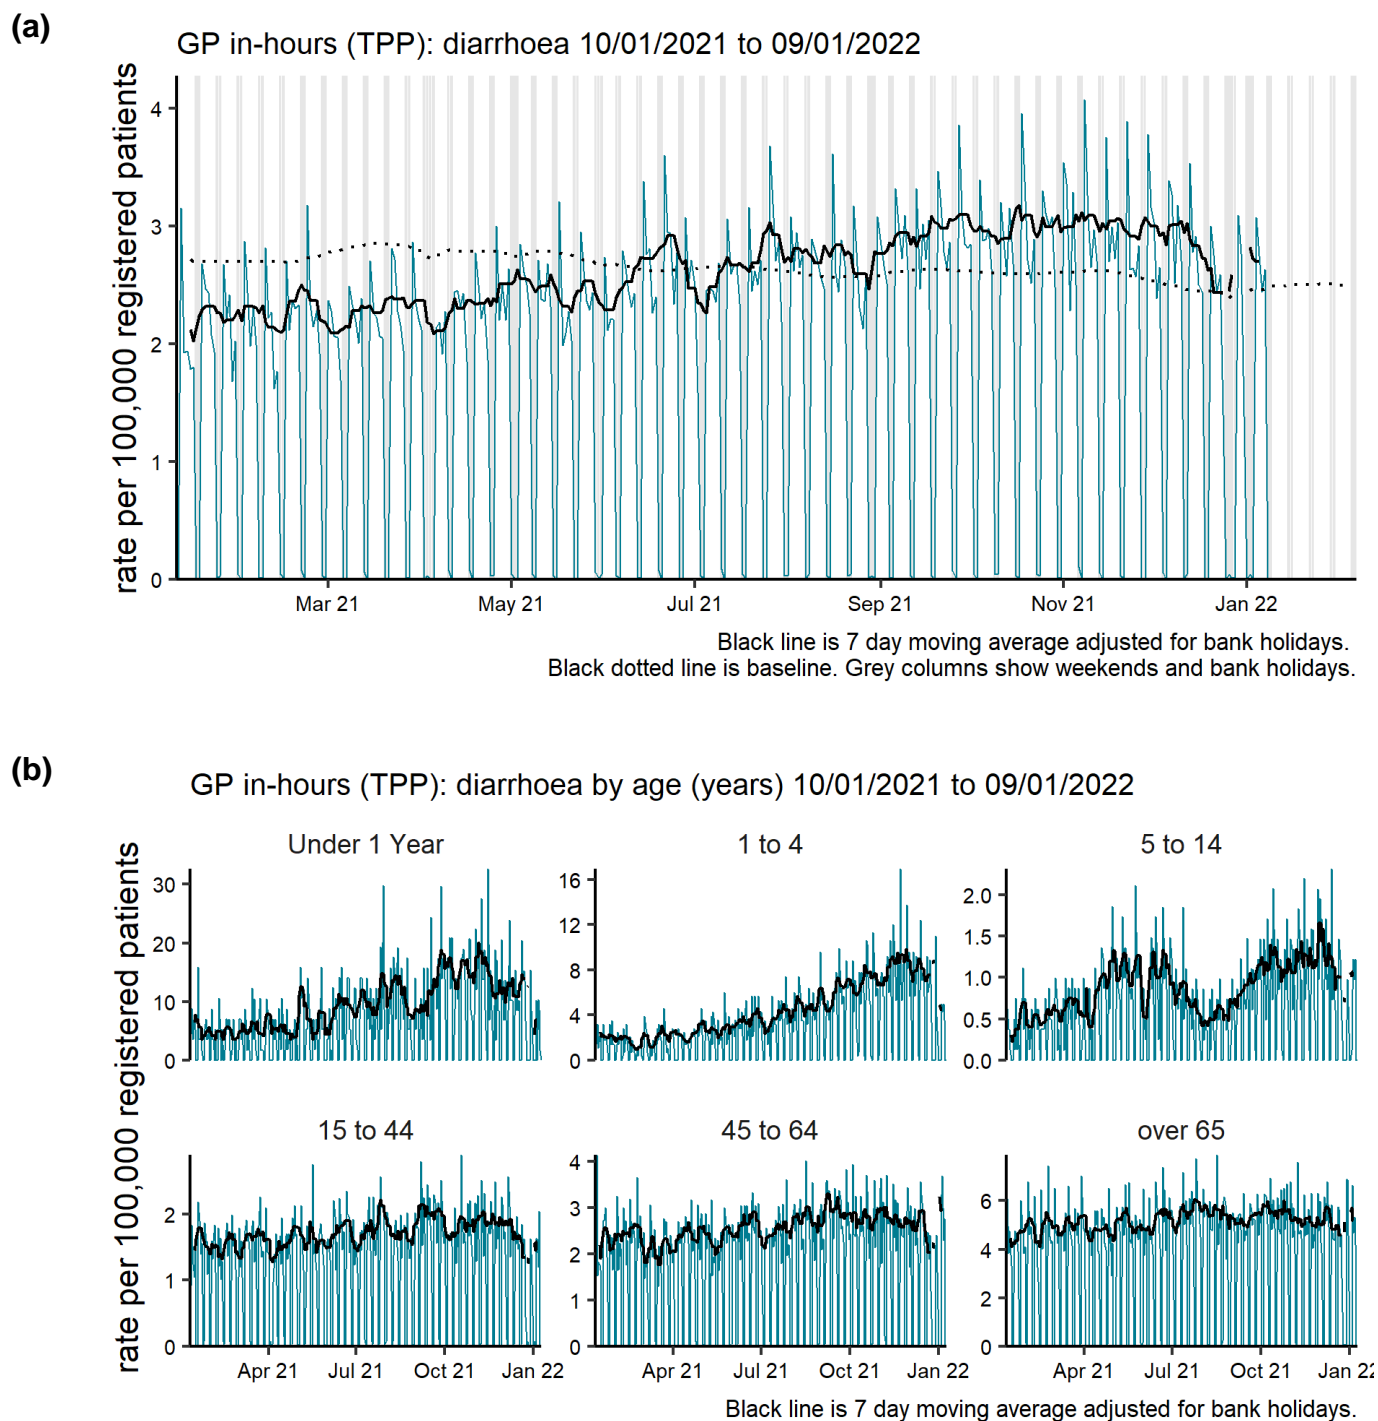 (a)
GP in-hours (TPP): diarrhoea 10/01/2021 to 09/01/2022
rate per 100,000 registered patients
4
3
2
1
0
Mar 21
May 21
Jul 21
Sep 21
Nov 21
Jan 22
Black line is 7 day moving average adjusted for bank holidays.
Black dotted line is baseline. Grey columns show weekends and bank holidays.
(b)
GP in-hours (TPP): diarrhoea by age (years) 10/01/2021 to 09/01/2022
rate per 100,000 registered patients
Under 1 Year
30
20
10
0
1 to 4
16
12
8
4
0
5 to 14
2.0
1.5
1.0
0.5
0.0
15 to 44
2
1
0
Apr 21
Jul 21
Oct 21
Jan 22
45 to 64
4
3
2
1
0
Apr 21
Jul 21
Oct 21
Jan 22
over 65
6
4
2
0
Apr 21
Jul 21
Oct 21
Jan 22
Black line is 7 day moving average adjusted for bank holidays.